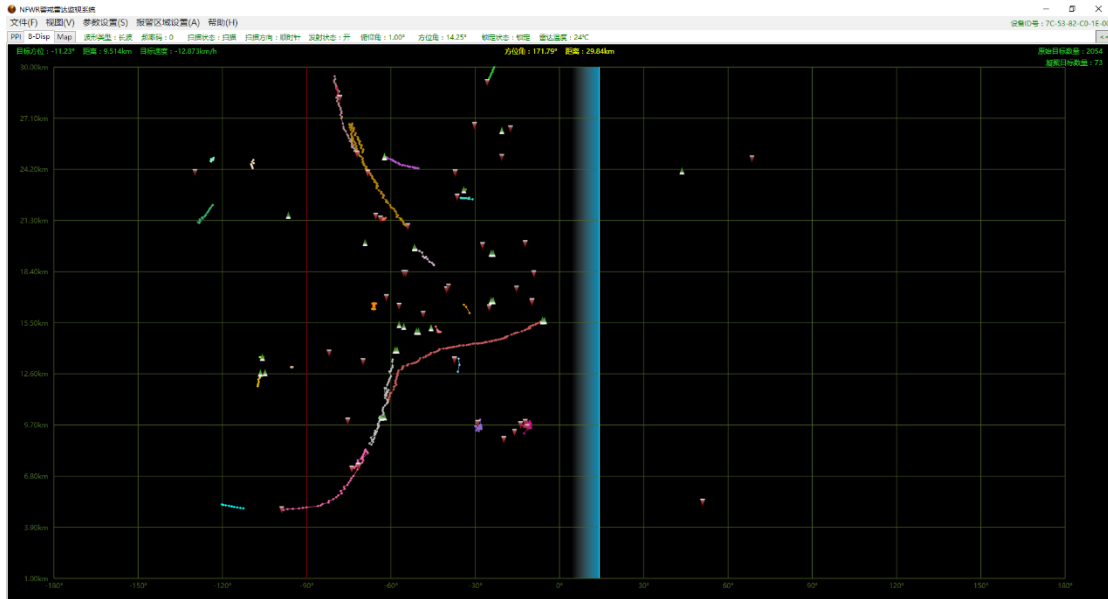 NFWR警戒雷达监视系统
文件(F) 视图(V) 参数设置(S) 报警区域设置(A) 帮助(H)
设备ID号：7C-53-82-C0-1E-00
PPI B-Disp Map 波形类型：长波 频率码：0 扫描状态：扫描 扫描方向：顺时针 发射状态：开 俯仰角：1.00° 方位角：14.25° 锁定状态：锁定 雷达温度：24℃ <<
目标方位：-11.23° 距离：9.514km 目标速度：-12.873km/h 方位角：171.79° 距离：29.84km 原始目标数量：2054
凝聚目标数量：73
30.00km
27.10km
24.20km
21.30km
18.40km
15.50km
12.60km
9.70km
6.80km
3.90km
1.00km
-180° -150° -120° -90° -60° -30° 0° 30° 60° 90° 120° 150° 180°